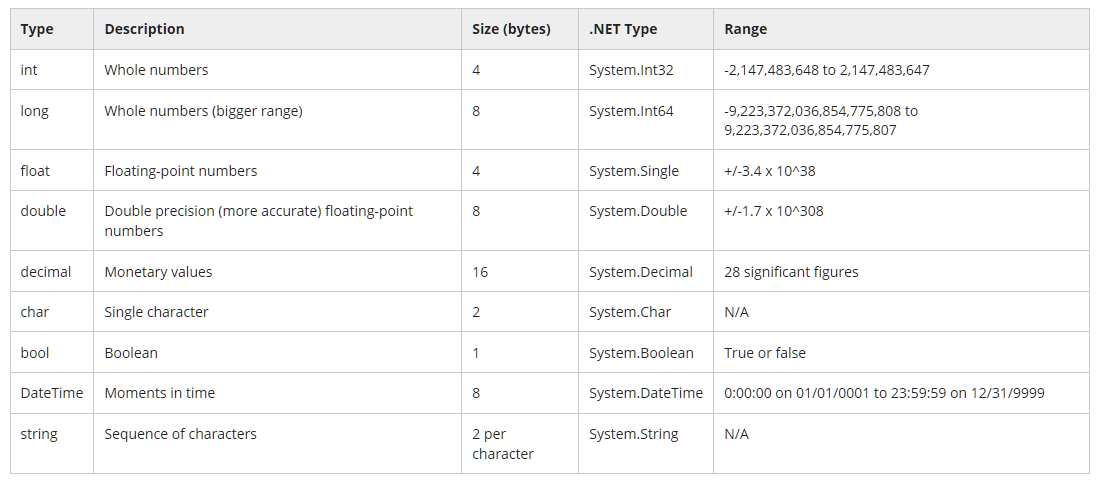 Type Description Size (bytes) .NET Type Range
int Whole numbers 4 System.Int32 -2,147,483,648 to 2,147,483,647
long Whole numbers (bigger range) 8 System.Int64 -9,223,372,036,854,775,808 to
9,223,372,036,854,775,807
float Floating-point numbers 4 System.Single +/-3.4 x 10^38
double Double precision (more accurate) floating-point 8 System.Double +/-1.7 x 10^308
numbers
decimal Monetary values 16 System.Decimal 28 significant figures
char Single character 2 System.Char N/A
bool Boolean 1 System.Boolean True or false
DateTime Moments in time 8 System.DateTime 0:00:00 on 01/01/0001 to 23:59:59 on 12/31/9999
string Sequence of characters 2 per System.String N/A
character